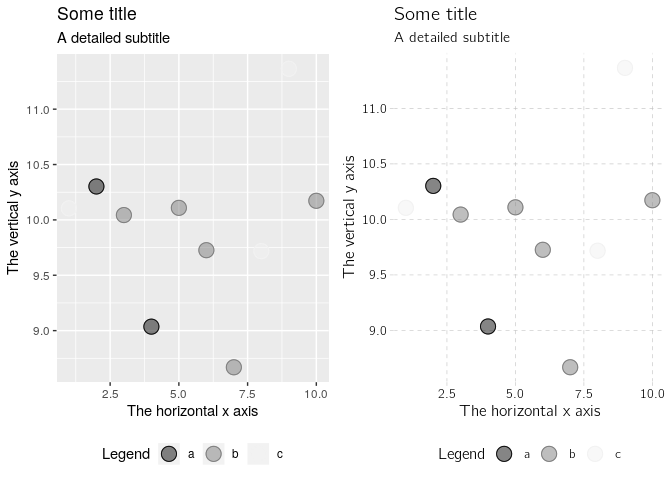 Some title
A detailed subtitle
The vertical y axis
11.0
10.5
10.0
9.5
9.0
2.5 5.0 7.5 10.0
The horizontal x axis
Legend a b c
Some title
A detailed subtitle
The vertical y axis
11.0
10.5
10.0
9.5
9.0
2.5 5.0 7.5 10.0
The horizontal x axis
Legend a b c